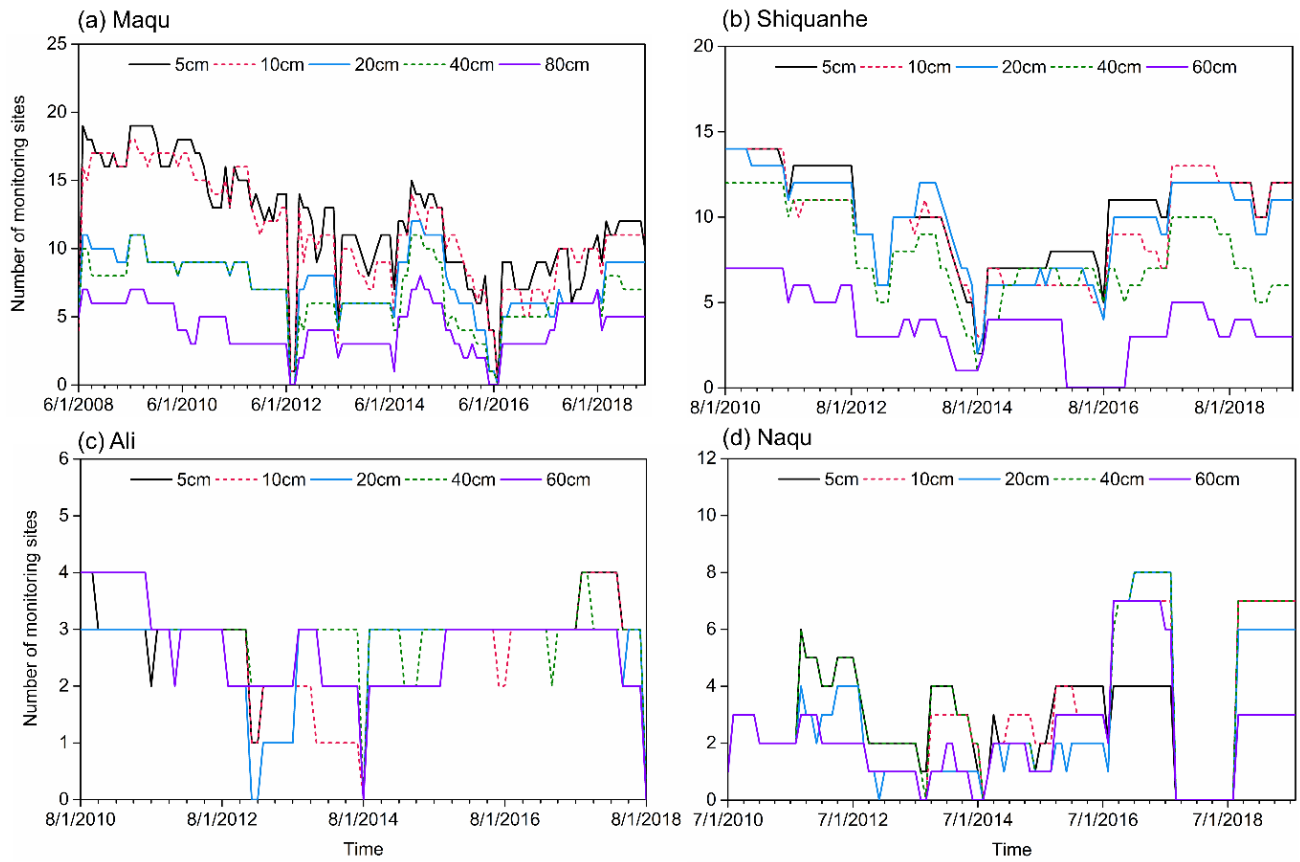 (a) Maqu
25
5cm 10cm 20cm 40cm 80cm
20
15
10
5
0
Number of monitoring sites
6/1/2008 6/1/2010 6/1/2012 6/1/2014 6/1/2016 6/1/2018
(b) Shiquanhe
20
5cm 10cm 20cm 40cm 60cm
15
10
5
0
8/1/2010 8/1/2012 8/1/2014 8/1/2016 8/1/2018
(c) Ali
6
5cm 10cm 20cm 40cm 60cm
5
4
3
2
1
0
Number of monitoring sites
8/1/2010 8/1/2012 8/1/2014 8/1/2016 8/1/2018
Time
(d) Naqu
12
5cm 10cm 20cm 40cm 60cm
10
8
6
4
2
0
7/1/2010 7/1/2012 7/1/2014 7/1/2016 7/1/2018
Time